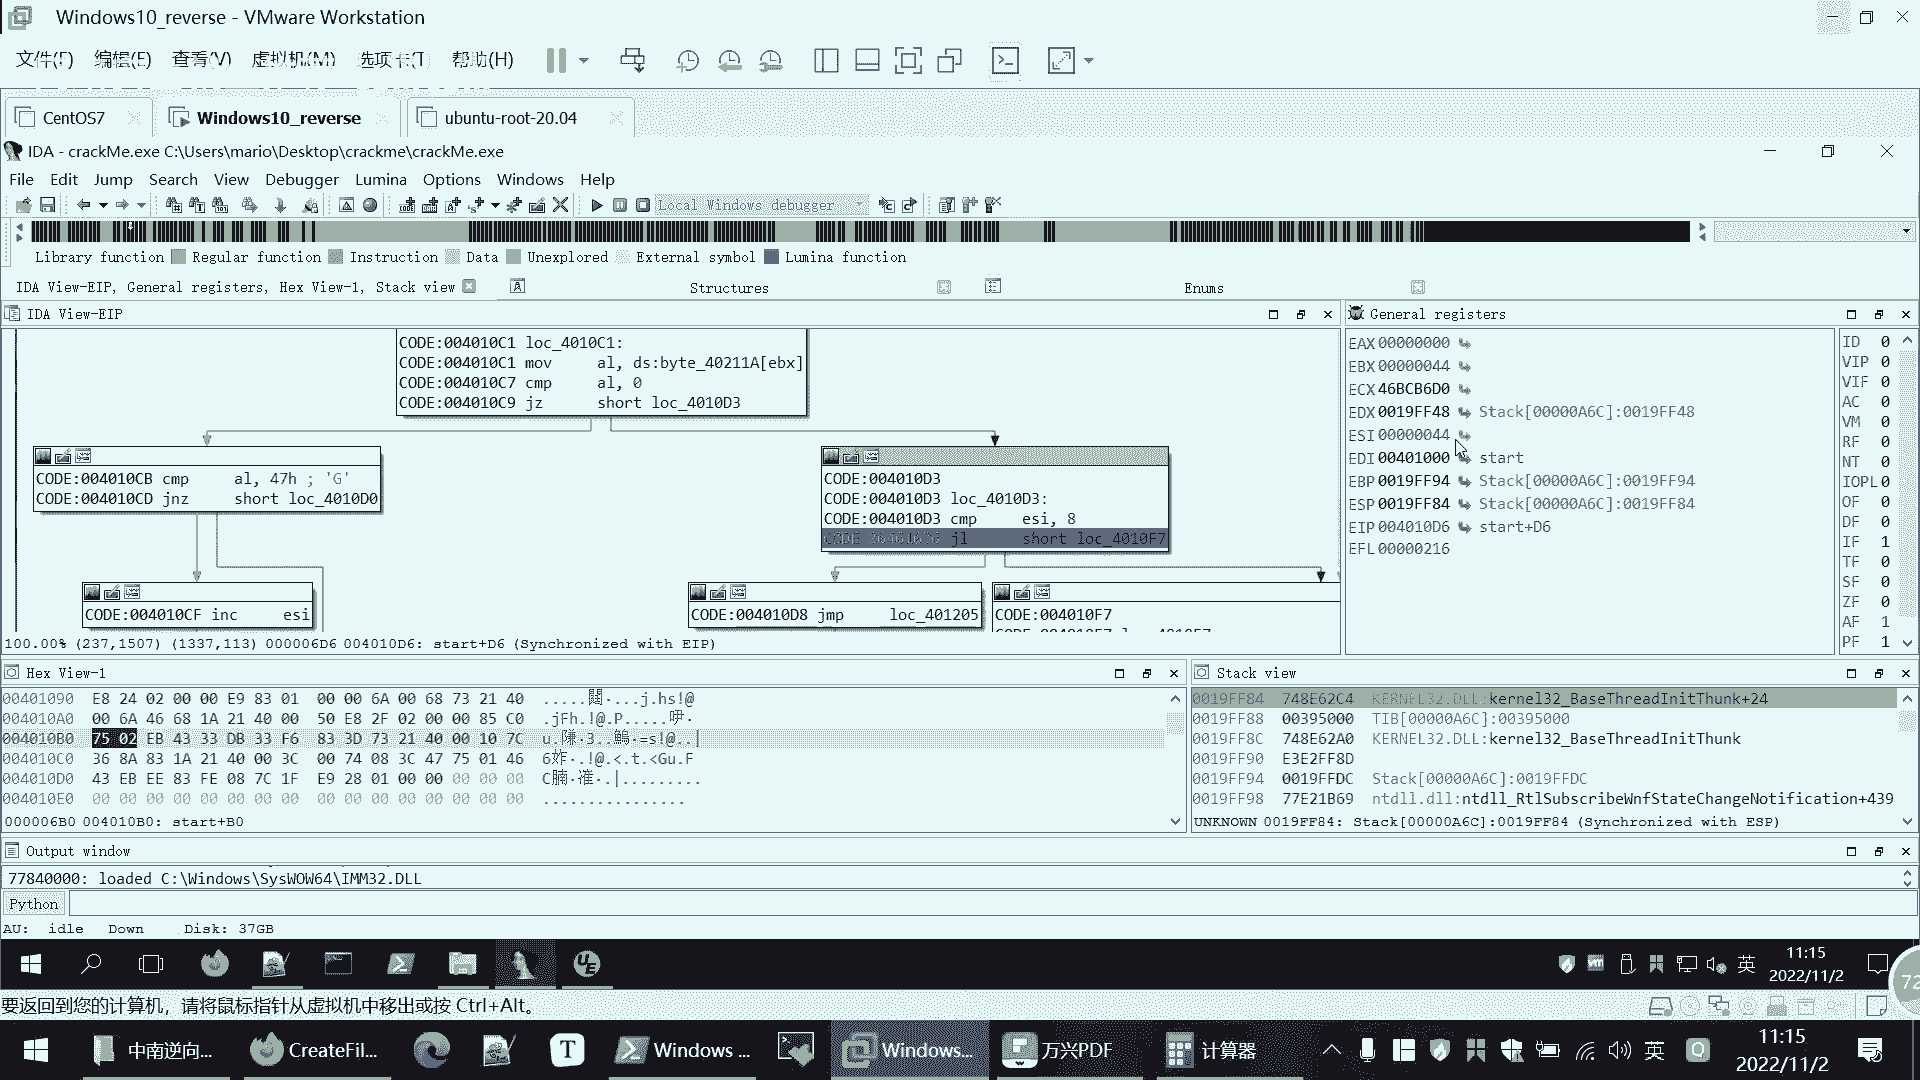 Windows10_reverse - VMware Workstation
文件(F) 编辑(E) 查看(V) 虚拟机(M) 选项卡(T) 帮助(H)
CentOS7 Windows10_reverse ubuntu-root-20.04
IDA - crackMe.exe C:\Users\mario\Desktop\crackme\crackMe.exe
File Edit Jump Search View Debugger Lumina Options Windows Help
Local Windows debugger
Library function Regular function Instruction Data Unexplored External symbol Lumina function
IDA View-EIP, General registers, Hex View-1, Stack view Structures Enums
IDA View-EIP
CODE:004010C1 loc_4010C1:
CODE:004010C1 mov al, ds:byte_40211A[ebx]
CODE:004010C7 cmp al, 0
CODE:004010C9 jz short loc_4010D3
CODE:004010CB cmp al, 47h ; 'G'
CODE:004010CD jnz short loc_4010D0
CODE:004010D3
CODE:004010D3 loc_4010D3:
CODE:004010D3 cmp esi, 8
jl short loc_4010F7
CODE:004010CF inc esi
CODE:004010D8 jmp loc_401205
CODE:004010F7
100.00% (237,1507) (1337,113) 000006D6 004010D6: start+D6 (Synchronized with EIP)
General registers
EAX 00000000
EBX 00000044
ECX 46BCB6D0
EDX 0019FF48 Stack[00000A6C]:0019FF48
ESI 00000044
EDI 00401000 start
EBP 0019FF94 Stack[00000A6C]:0019FF94
ESP 0019FF84 Stack[00000A6C]:0019FF84
EIP 004010D6 start+D6
EFL 00000216
ID 0
VIP 0
VIF 0
AC 0
VM 0
RF 0
NT 0
IOPL 0
OF 0
DF 0
IF 1
TF 0
SF 0
ZF 0
AF 1
PF 1
Hex View-1
00401090 E8 24 02 00 00 E9 83 01 00 00 6A 00 68 73 21 40
004010A0 00 6A 46 68 1A 21 40 00 50 E8 2F 02 00 00 85 C0
004010B0 75 02 EB 43 33 DB 33 F6 83 3D 73 21 40 00 10 7C
004010C0 36 8A 83 1A 21 40 00 3C 00 74 08 3C 47 75 01 46
004010D0 43 EB EE 83 FE 08 7C 1F E9 28 01 00 00 00 00 00
004010E0 00 00 00 00 00 00 00 00 00 00 00 00 00 00 00 00 ................
000006B0 004010B0: start+B0
Stack view
0019FF84 748E62C4 KERNEL32.DLL:kernel32_BaseThreadInitThunk+24
0019FF88 00395000 TIB[00000A6C]:00395000
0019FF8C 748E62A0 KERNEL32.DLL:kernel32_BaseThreadInitThunk
0019FF90 E3E2FF8D
0019FF94 0019FFDC Stack[00000A6C]:0019FFDC
0019FF98 77E21B69 ntdll.dll:ntdll_RtlSubscribeWnfStateChangeNotification+439
UNKNOWN 0019FF84: Stack[00000A6C]:0019FF84 (Synchronized with ESP)
Output window
77840000: loaded C:\Windows\SysWOW64\IMM32.DLL
Python
AU: idle Down Disk: 37GB
英 11:15
2022/11/2
72
要返回到您的计算机，请将鼠标指针从虚拟机中移出或按 Ctrl+Alt。
中南逆向... CreateFil... Windows ... Windows... 万兴PDF 计算器 英 11:15
2022/11/2